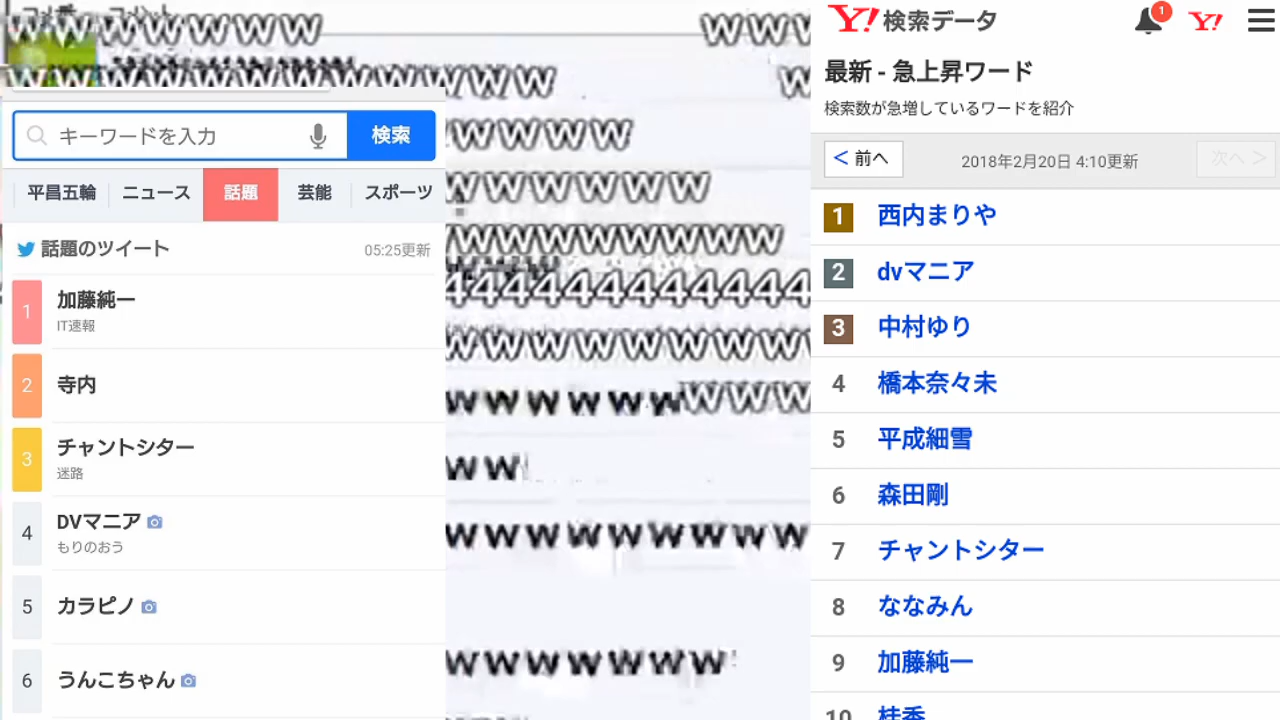 wwwwwww
www
wwwwwwwwwwwww
w
キーワードを入力
検索
wwwww
平昌五輪
ニュース
話題
芸能
スポーツ
wwwwwww
話題のツイート
05:25更新
wwwwwwwww
444444444444
1
加藤純一
IT速報
2
寺内
3
チャントシター
迷路
4
DVマニア
もりのおう
5
カラピノ
6
うんこちゃん
Y! 検索データ
1
Y!
最新 - 急上昇ワード
検索数が急増しているワードを紹介
< 前へ
2018年2月20日 4:10更新
次へ >
1 西内まりや
2 dvマニア
3 中村ゆり
4 橋本奈々未
5 平成細雪
6 森田剛
7 チャントシター
8 ななみん
9 加藤純一
10 桂香